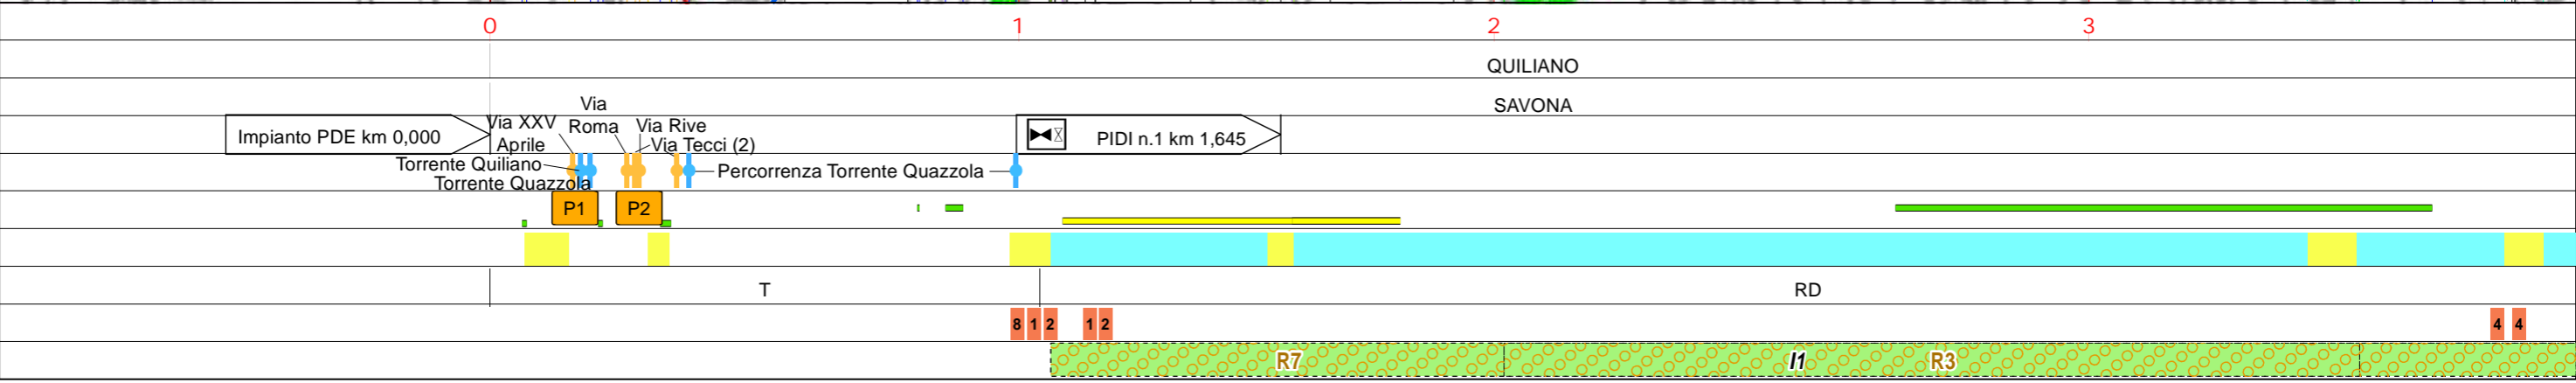 0 1 2 3
QUILIANO
SAVONA
Impianto PDE km 0,000
Via XXV
Aprile
Via
Roma
Via Rive
Via Tecci (2)
PIDI n.1 km 1,645
Torrente Quiliano
Torrente Quazzola
Percorrenza Torrente Quazzola
P1 P2
T RD
8 1 2 1 2 4 4
R7 I1 R3